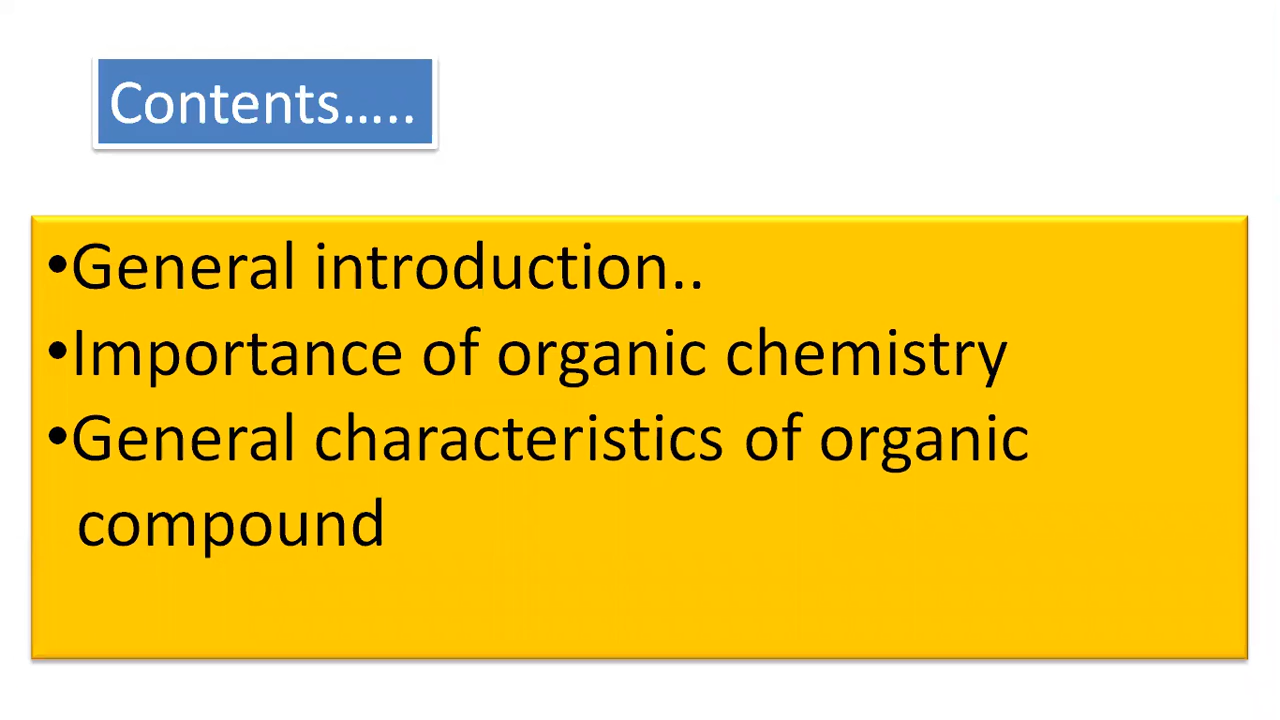 Contents.....
•General introduction..
•Importance of organic chemistry
•General characteristics of organic
compound